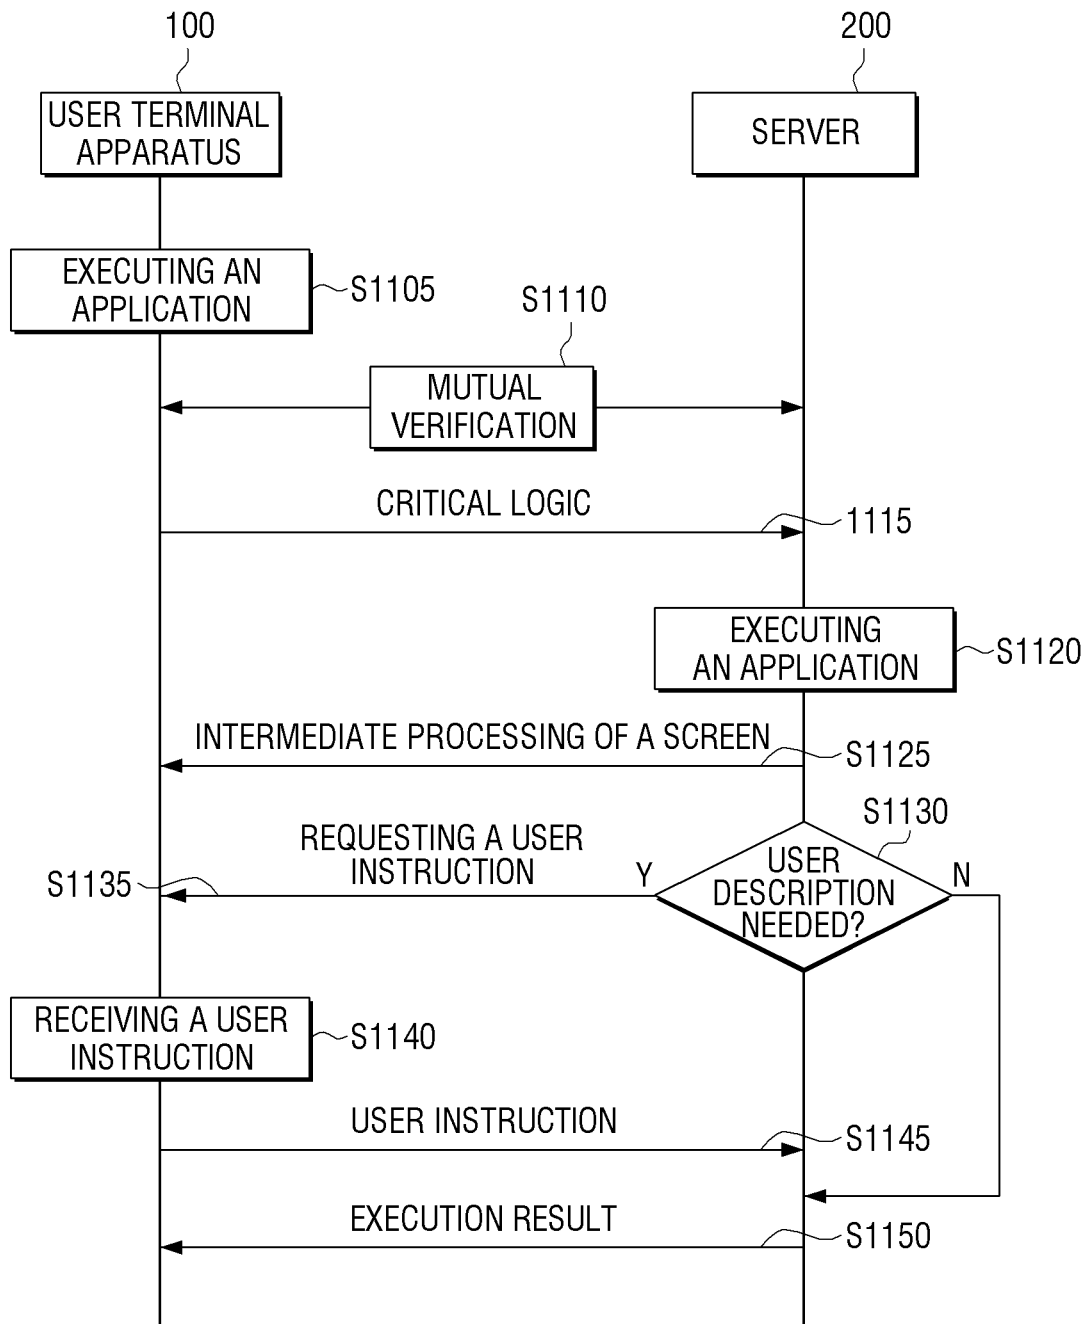 100
200
USER TERMINAL
APPARATUS
SERVER
EXECUTING AN
APPLICATION
S1105
S1110
MUTUAL
VERIFICATION
CRITICAL LOGIC
1115
EXECUTING
AN APPLICATION
S1120
INTERMEDIATE PROCESSING OF A SCREEN
S1125
S1130
REQUESTING A USER
INSTRUCTION
S1135
Y
USER
DESCRIPTION
NEEDED?
N
RECEIVING A USER
INSTRUCTION
S1140
USER INSTRUCTION
S1145
EXECUTION RESULT
S1150